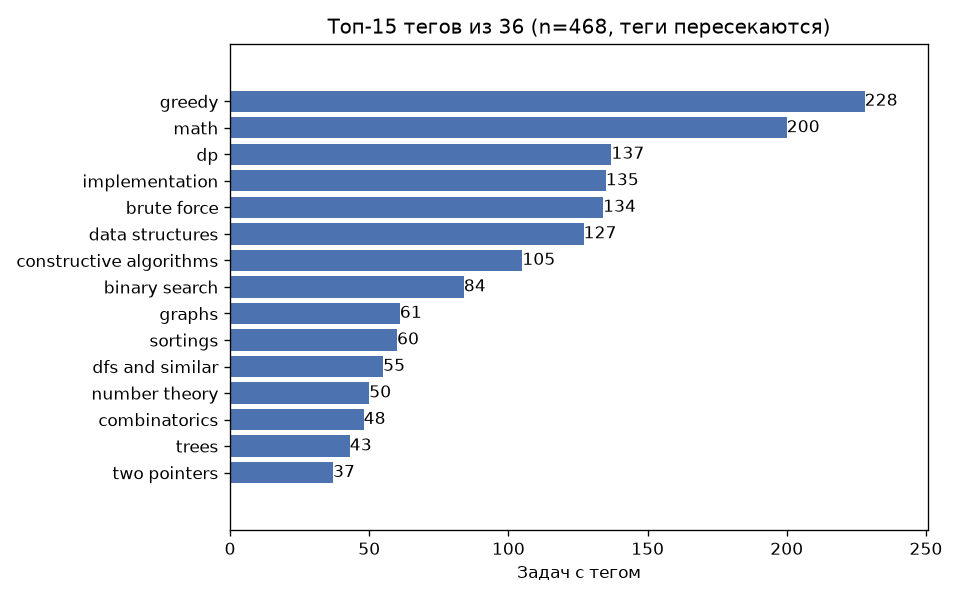 Топ-15 тегов из 36 (n=468, теги пересекаются)
greedy 228
math 200
dp 137
implementation 135
brute force 134
data structures 127
constructive algorithms 105
binary search 84
graphs 61
sortings 60
dfs and similar 55
number theory 50
combinatorics 48
trees 43
two pointers 37
0 50 100 150 200 250
Задач с тегом